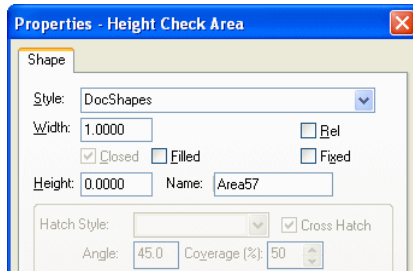 Properties - Height Check Area
Shape
Style: DocShapes
Width: 1.0000 Rel
Closed Filled Fixed
Height: 0.0000 Name: Area57
Hatch Style: Cross Hatch
Angle: 45.0 Coverage (%): 50